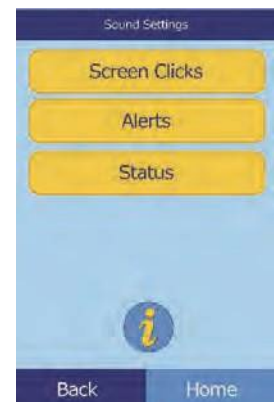 Sound Settings
Screen Clicks
Alerts
Status
i
Back Home